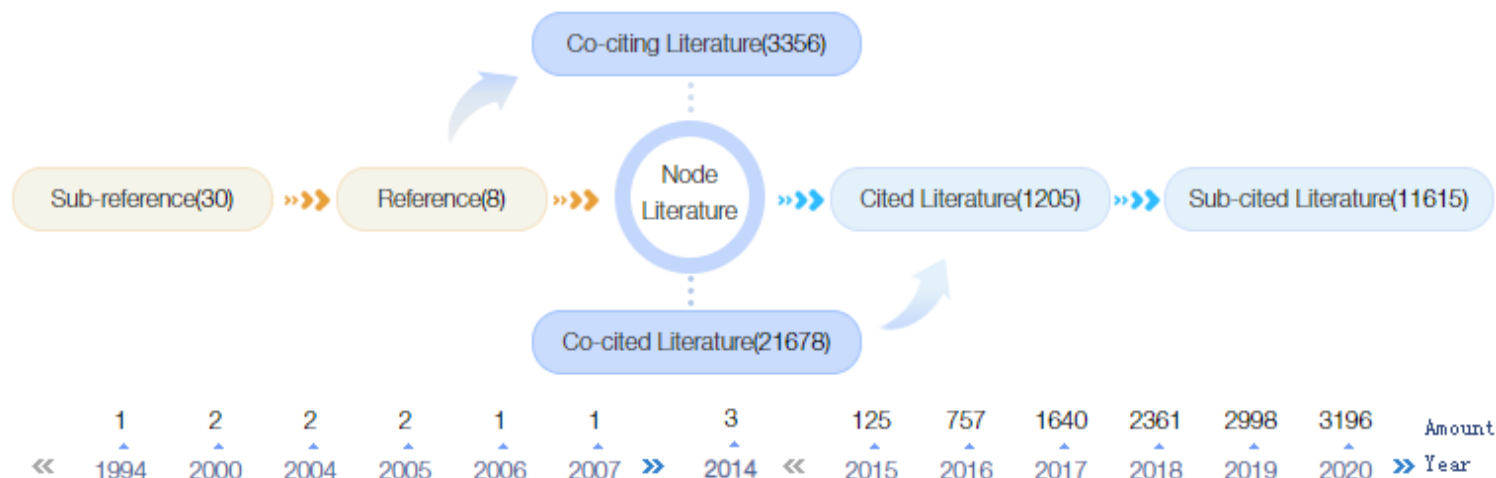 Co-citing Literature(3356)
Sub-reference(30)
Reference(8)
Node
Literature
Cited Literature(1205)
Sub-cited Literature(11615)
Co-cited Literature(21678)
1 2 2 2 1 1 3 125 757 1640 2361 2998 3196 Amount
1994 2000 2004 2005 2006 2007 2014 2015 2016 2017 2018 2019 2020 Year